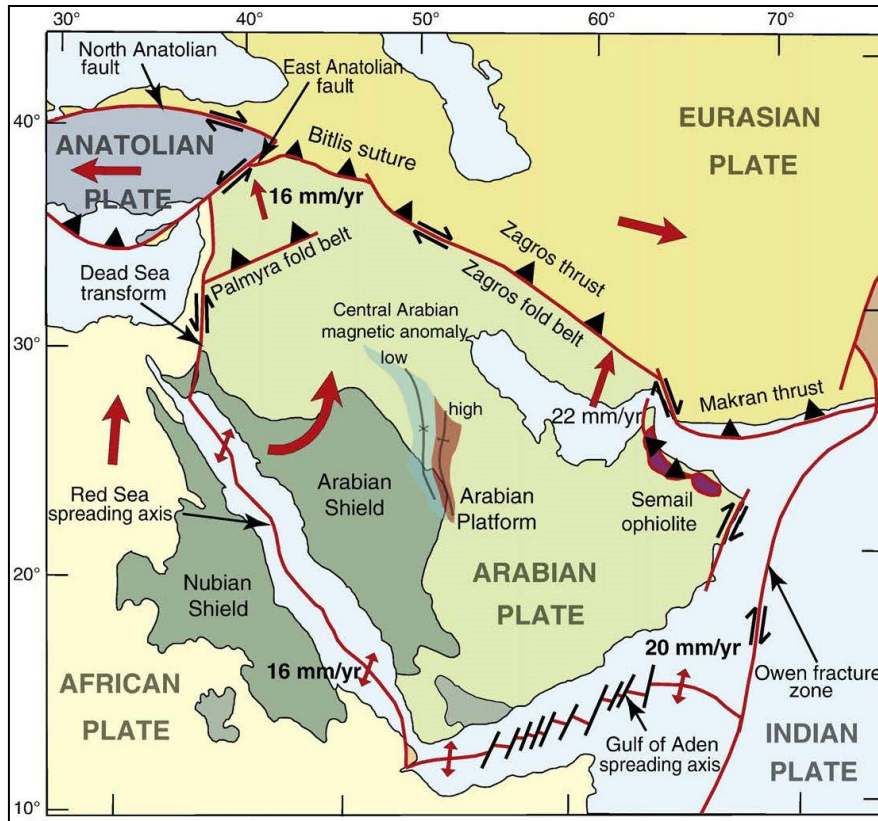 30°
40°
50°
60°
70°
North Anatolian
fault
East Anatolian
fault
40°
ANATOLIAN
PLATE
Bitlis suture
EURASIAN
PLATE
16 mm/yr
Zagros thrust
Zagros fold belt
Palmyra fold belt
Dead Sea
transform
30°
Central Arabian
magnetic anomaly
low
high
22 mm/yr
Makran thrust
Red Sea
spreading axis
Arabian
Shield
Arabian
Platform
Semail
ophiolite
20°
Nubian
Shield
ARABIAN
PLATE
16 mm/yr
20 mm/yr
Owen fracture
zone
AFRICAN
PLATE
Gulf of Aden
spreading axis
INDIAN
PLATE
10°